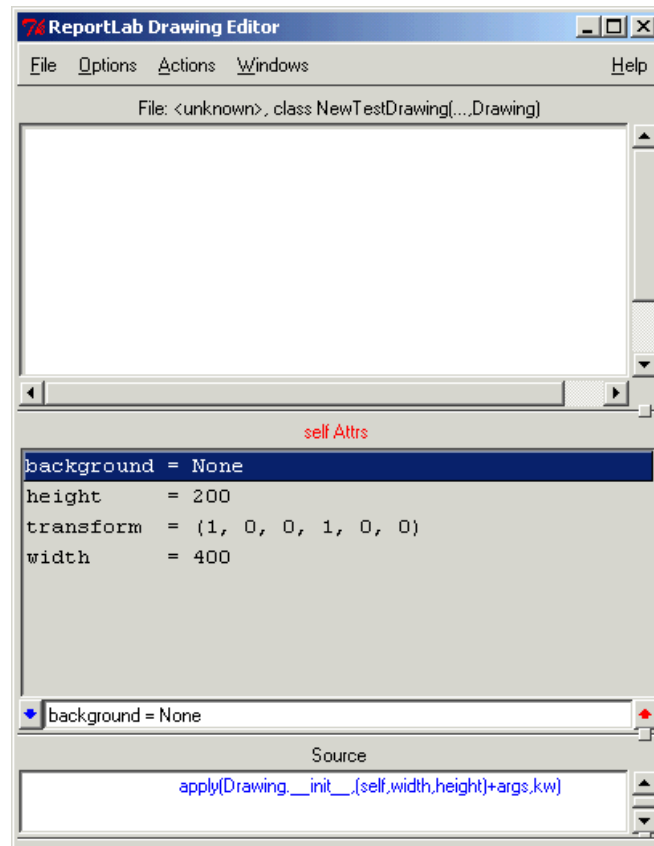 ReportLab Drawing Editor
File Options Actions Windows Help
File: <unknown>, class NewTestDrawing(...,Drawing)
self Attrs
background = None
height = 200
transform = (1, 0, 0, 1, 0, 0)
width = 400
background = None
Source
apply(Drawing.__init__,(self,width,height)+args,kw)